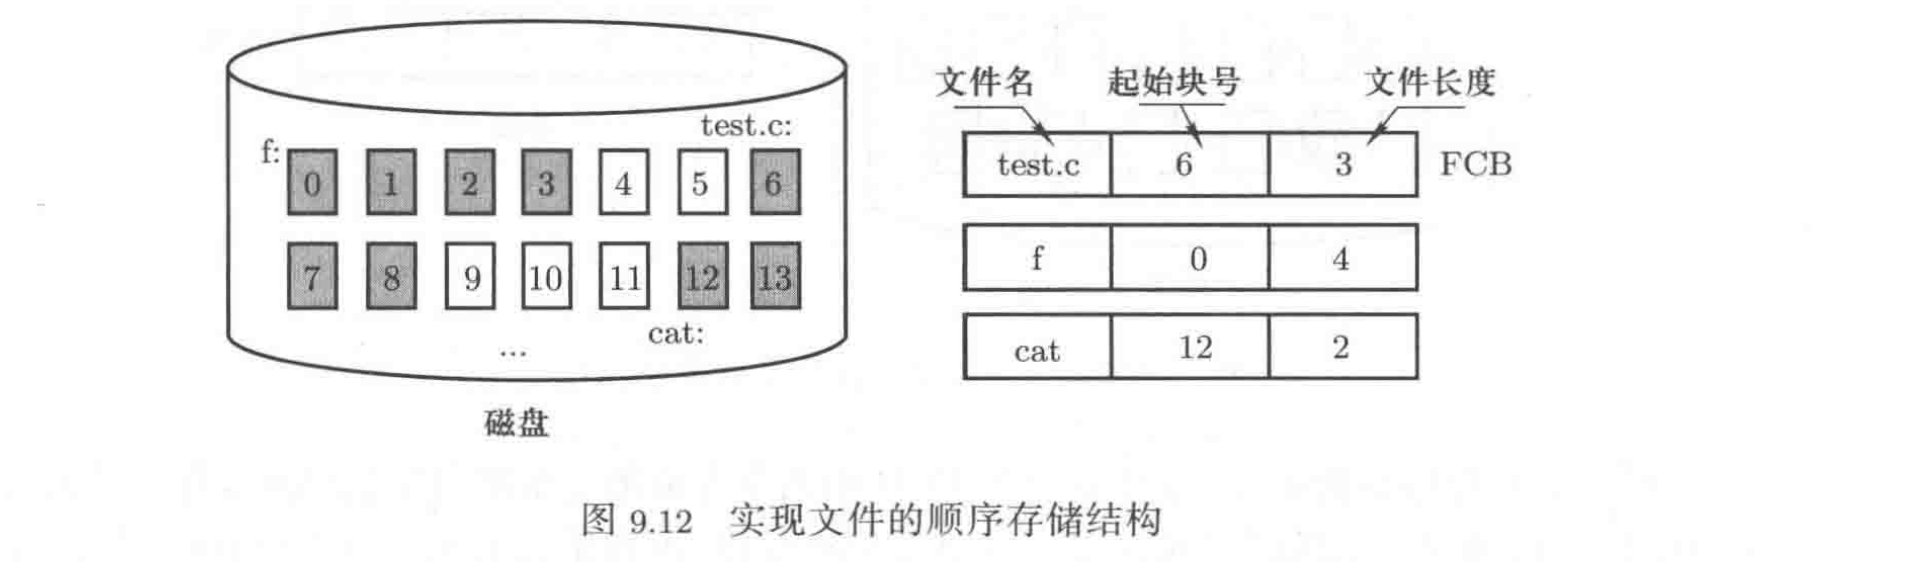 文件名 起始块号 文件长度
test.c:
f: 0 1 2 3 4 5 6
test.c 6 3 FCB
7 8 9 10 11 12 13
f 0 4
cat:
...
cat 12 2
磁盘
图 9.12 实现文件的顺序存储结构